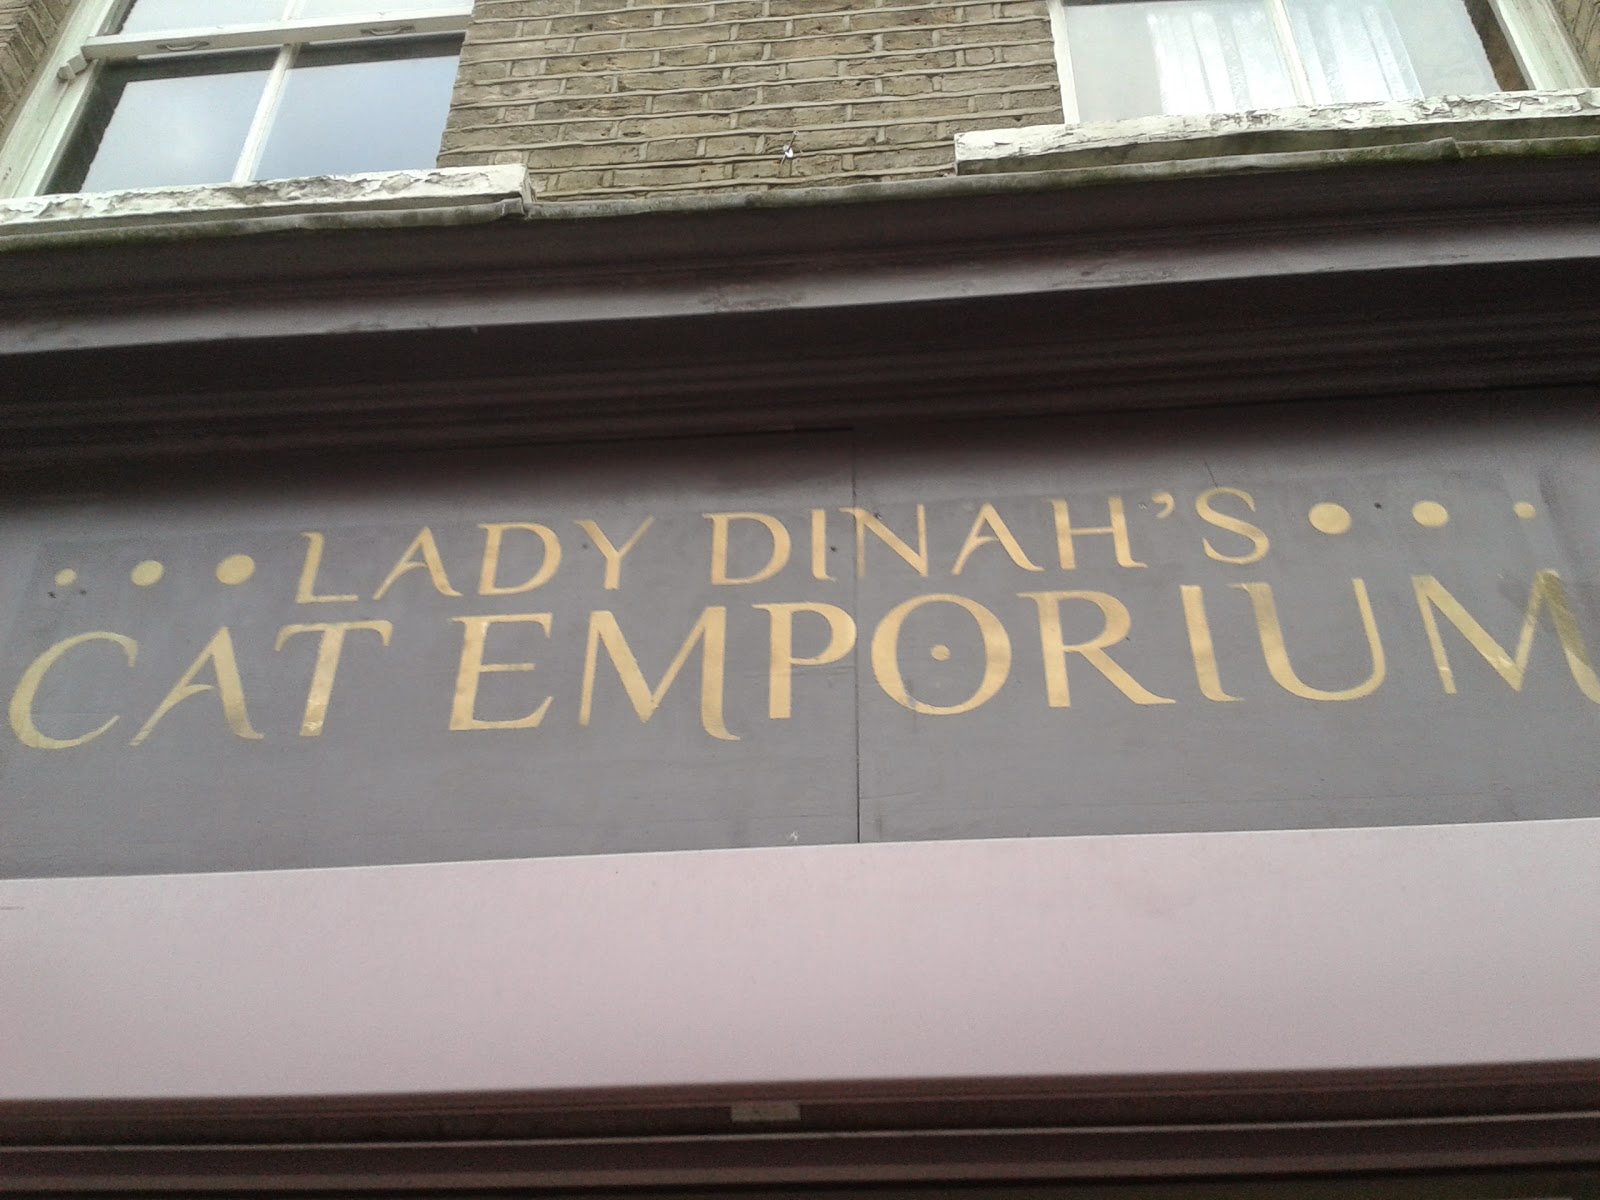 LADY DINAH'S
CAT EMPORIUM